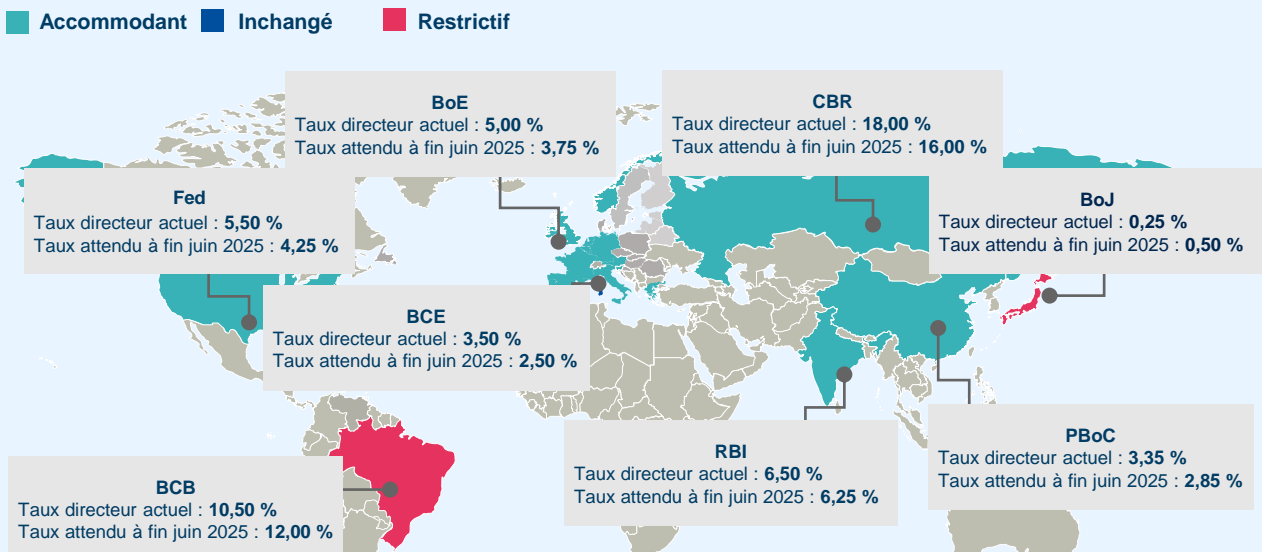 Accommodant Inchangé Restrictif
BoE
Taux directeur actuel : 5,00 %
Taux attendu à fin juin 2025 : 3,75 %
CBR
Taux directeur actuel : 18,00 %
Taux attendu à fin juin 2025 : 16,00 %
Fed
Taux directeur actuel : 5,50 %
Taux attendu à fin juin 2025 : 4,25 %
BoJ
Taux directeur actuel : 0,25 %
Taux attendu à fin juin 2025 : 0,50 %
BCE
Taux directeur actuel : 3,50 %
Taux attendu à fin juin 2025 : 2,50 %
RBI
Taux directeur actuel : 6,50 %
Taux attendu à fin juin 2025 : 6,25 %
PBoC
Taux directeur actuel : 3,35 %
Taux attendu à fin juin 2025 : 2,85 %
BCB
Taux directeur actuel : 10,50 %
Taux attendu à fin juin 2025 : 12,00 %